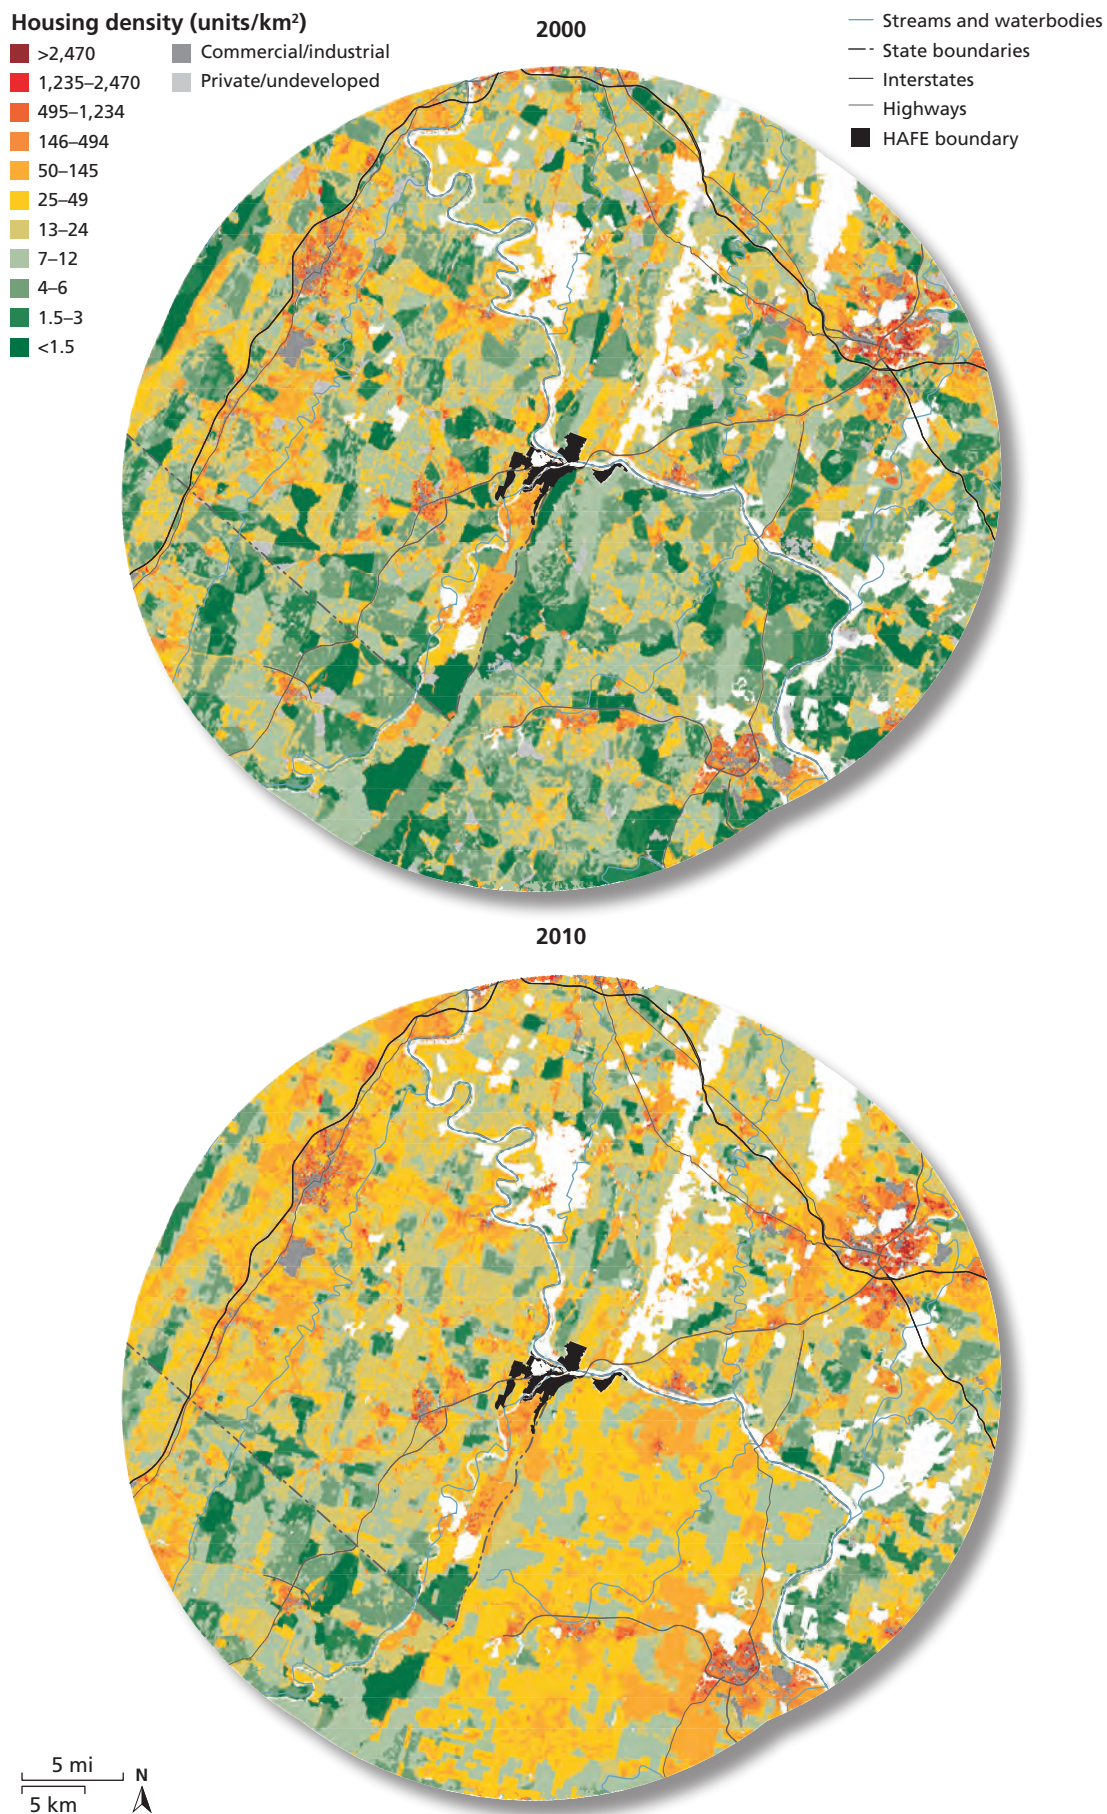 Housing density (units/km²)
>2,470
1,235–2,470
495–1,234
146–494
50–145
25–49
13–24
7–12
4–6
1.5–3
<1.5
Commercial/industrial
Private/undeveloped
2000
Streams and waterbodies
State boundaries
Interstates
Highways
HAFE boundary
2010
5 mi
5 km
N